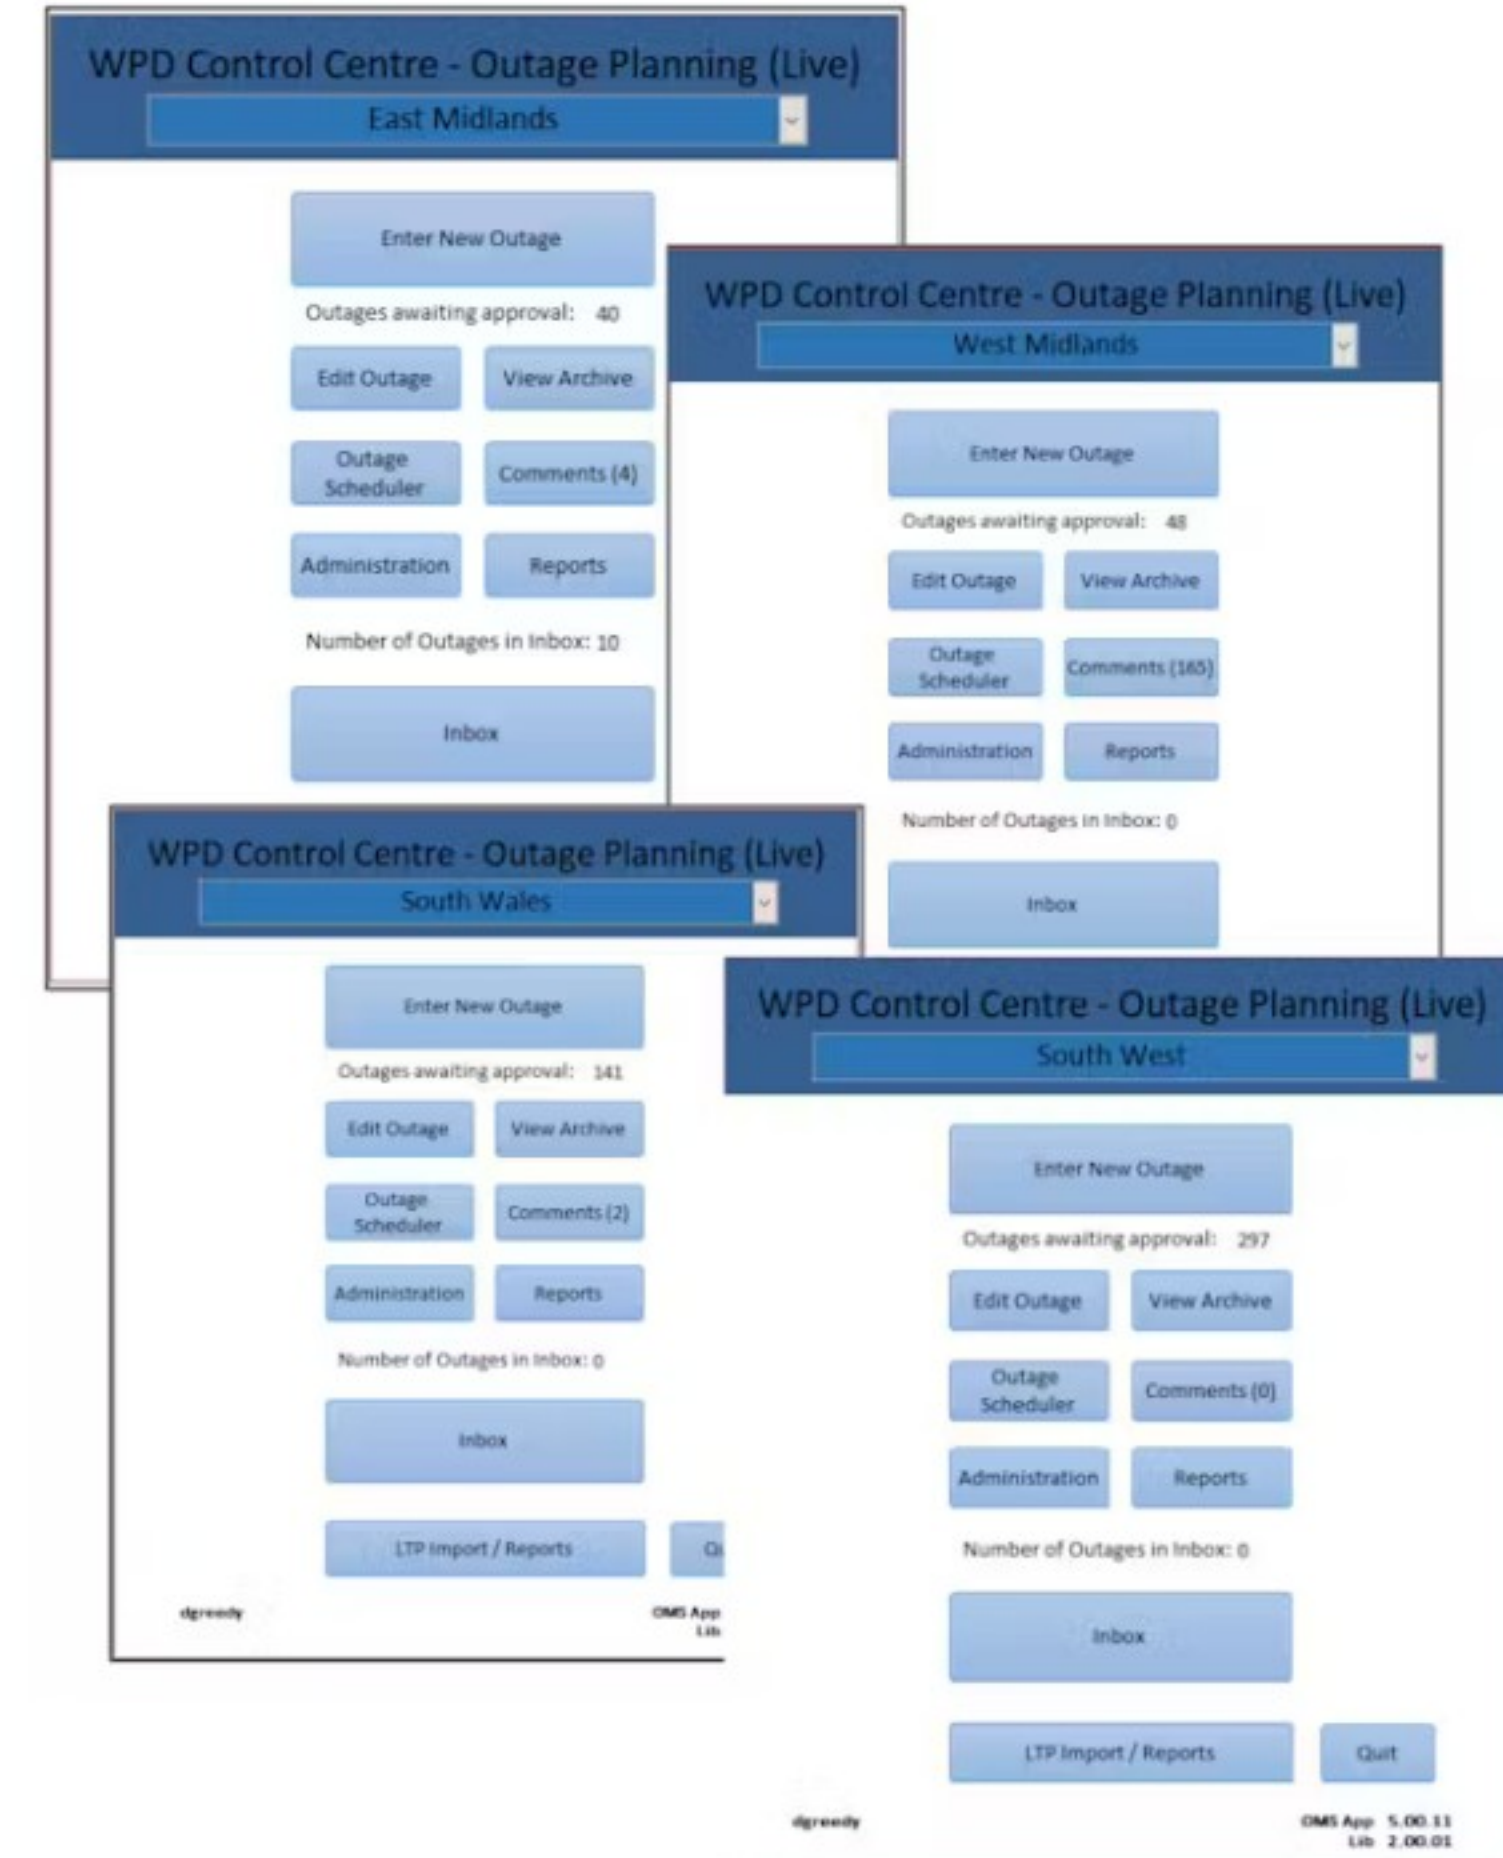 WPD Control Centre - Outage Planning (Live)
East Midlands
Enter New Outage
Outages awaiting approval: 40
Edit Outage View Archive
Outage
Scheduler
Comments (4)
Administration Reports
Number of Outages in Inbox: 10
Inbox
WPD Control Centre - Outage Planning (Live)
West Midlands
Enter New Outage
Outages awaiting approval: 48
Edit Outage View Archive
Outage
Scheduler
Comments (165)
Administration Reports
Number of Outages in Inbox: 0
Inbox
WPD Control Centre - Outage Planning (Live)
South Wales
Enter New Outage
Outages awaiting approval: 141
Edit Outage View Archive
Outage
Scheduler
Comments (2)
Administration Reports
Number of Outages in Inbox: 0
Inbox
LTP Import / Reports
dgreedy OMS App
Lib
WPD Control Centre - Outage Planning (Live)
South West
Enter New Outage
Outages awaiting approval: 297
Edit Outage View Archive
Outage
Scheduler
Comments (0)
Administration Reports
Number of Outages in Inbox: 0
Inbox
LTP Import / Reports Quit
dgreedy OMS App 5.00.11
Lib 2.00.01